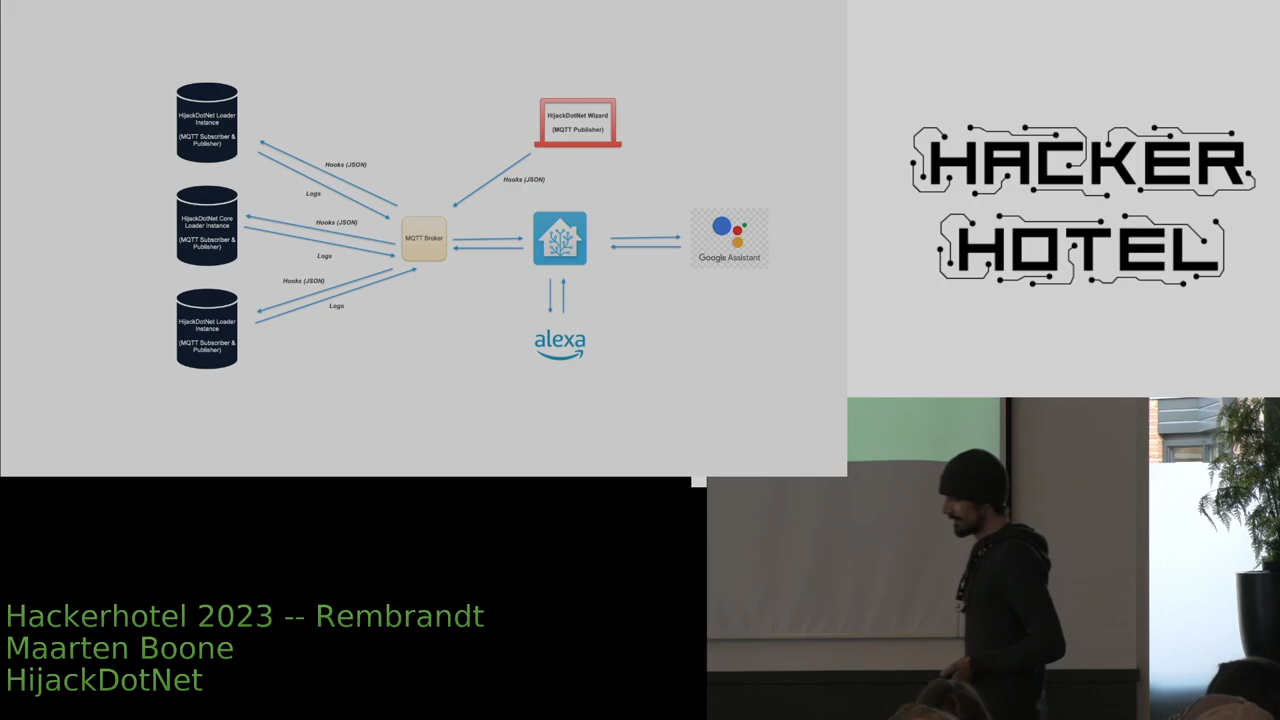 HijackDotNet Loader
Instance
(MQTT Subscriber &
Publisher)
HijackDotNet Core
Loader Instance
(MQTT Subscriber &
Publisher)
HijackDotNet Loader
Instance
(MQTT Subscriber &
Publisher)
Hooks (JSON)
Logs
Hooks (JSON)
Logs
Hooks (JSON)
Logs
MQTT Broker
HijackDotNet Wizard
(MQTT Publisher)
Hooks (JSON)
Google Assistant
alexa
HACKER
HOTEL
Hackerhotel 2023 -- Rembrandt
Maarten Boone
HijackDotNet